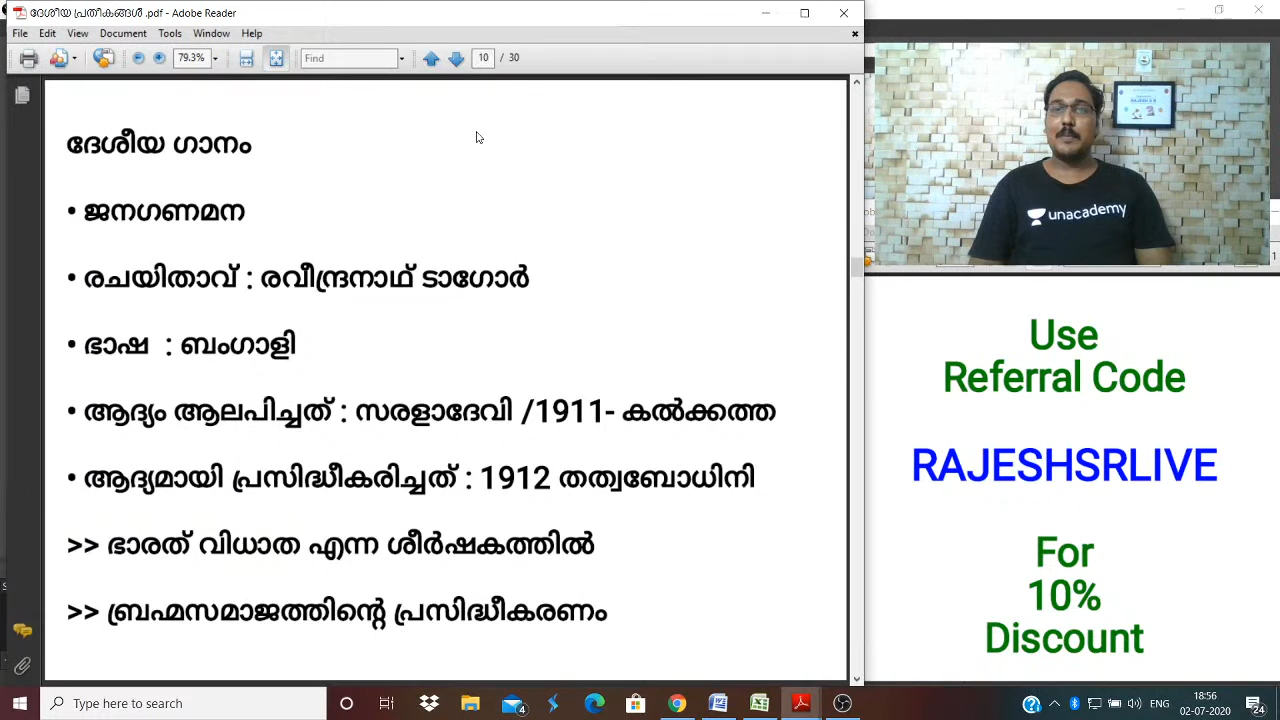 ദേശീയ പ്രതീകങ്ങൾ .pdf - Adobe Reader
File Edit View Document Tools Window Help
79.3% Find 10 / 30
ദേശീയ ഗാനം
• ജനഗണമന
• രചയിതാവ് : രവീന്ദ്രനാഥ് ടാഗോർ
• ഭാഷ : ബംഗാളി
• ആദ്യം ആലപിച്ചത് : സരളാദേവി /1911- കൽക്കത്ത
• ആദ്യമായി പ്രസിദ്ധീകരിച്ചത് : 1912 തത്വബോധിനി
>> ഭാരത് വിധാത എന്ന ശീർഷകത്തിൽ
>> ബ്രഹ്മസമാജത്തിന്റെ പ്രസിദ്ധീകരണം
unacademy
Use
Referral Code
RAJESHSRLIVE
For
10%
Discount
Type here to search
4
ENG
18:56
02-07-2020
24